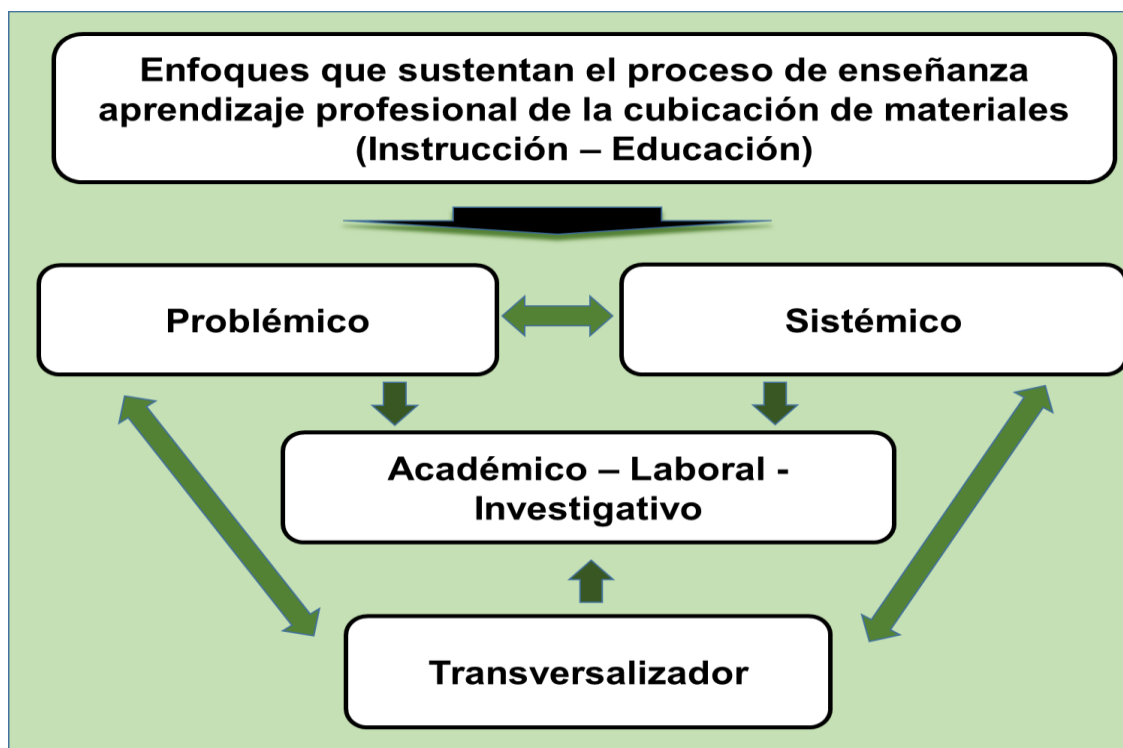 Enfoques que sustentan el proceso de enseñanza
aprendizaje profesional de la cubicación de materiales
(Instrucción – Educación)
Problémico
Sistémico
Académico – Laboral -
Investigativo
Transversalizador